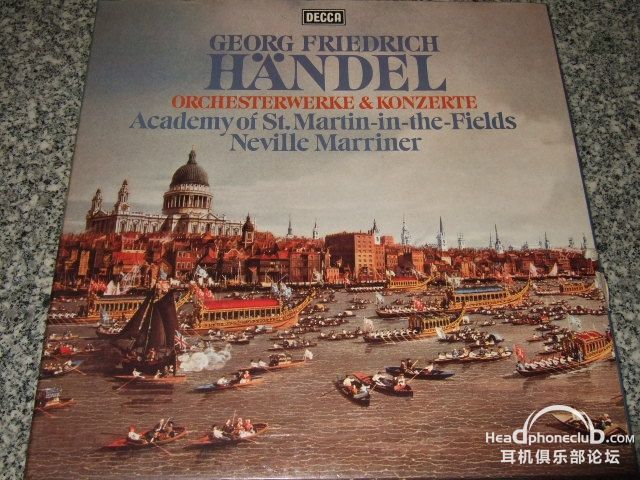 DECCA
GEORG FRIEDRICH
HÄNDEL
ORCHESTERWERKE & KONZERTE
Academy of St. Martin-in-the-Fields
Neville Marriner
HeadphoneClub.com
耳机俱乐部论坛